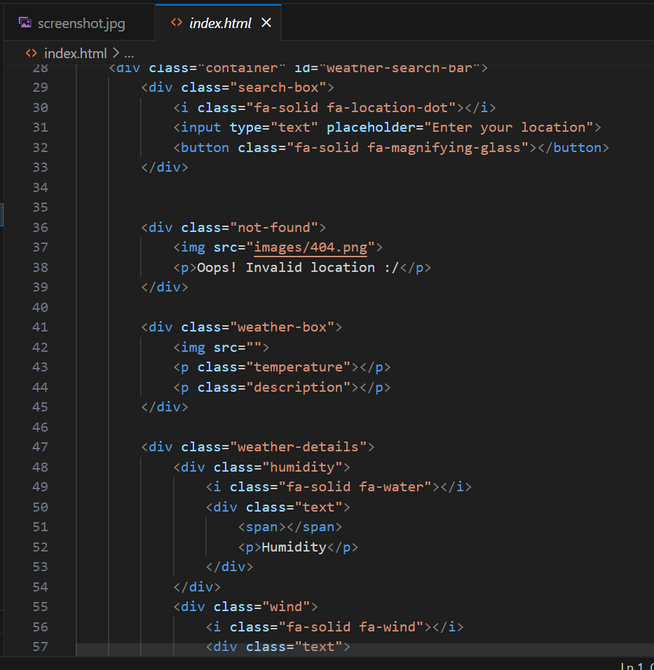 screenshot.jpg
index.html
index.html > ...
28 <div class="container" id="weather-search-bar">
29 <div class="search-box">
30 <i class="fa-solid fa-location-dot"></i>
31 <input type="text" placeholder="Enter your location">
32 <button class="fa-solid fa-magnifying-glass"></button>
33 </div>
34
35
36 <div class="not-found">
37 <img src="images/404.png">
38 <p>Oops! Invalid location :/</p>
39 </div>
40
41 <div class="weather-box">
42 <img src="">
43 <p class="temperature"></p>
44 <p class="description"></p>
45 </div>
46
47 <div class="weather-details">
48 <div class="humidity">
49 <i class="fa-solid fa-water"></i>
50 <div class="text">
51 <span></span>
52 <p>Humidity</p>
53 </div>
54 </div>
55 <div class="wind">
56 <i class="fa-solid fa-wind"></i>
57 <div class="text">
Ln 1,